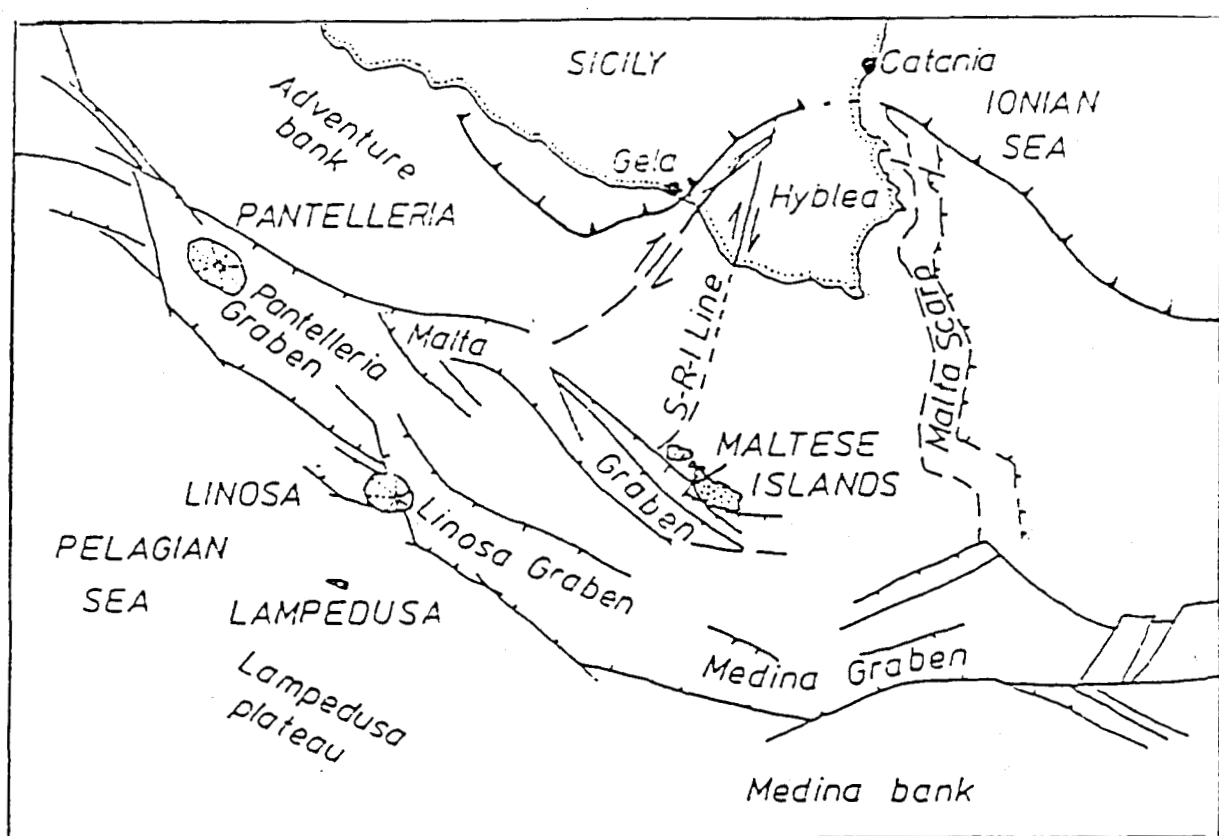 SICILY
Catania
IONIAN
SEA
Adventure
bank
Gela
Hyblea
PANTELLERIA
Pantelleria
Graben
Malta
Graben
S-R-I Line
Malta Scarp
MALTESE
ISLANDS
LINOSA
Linosa Graben
PELAGIAN
SEA
LAMPEDUSA
Lampedusa
plateau
Medina Graben
Medina bank